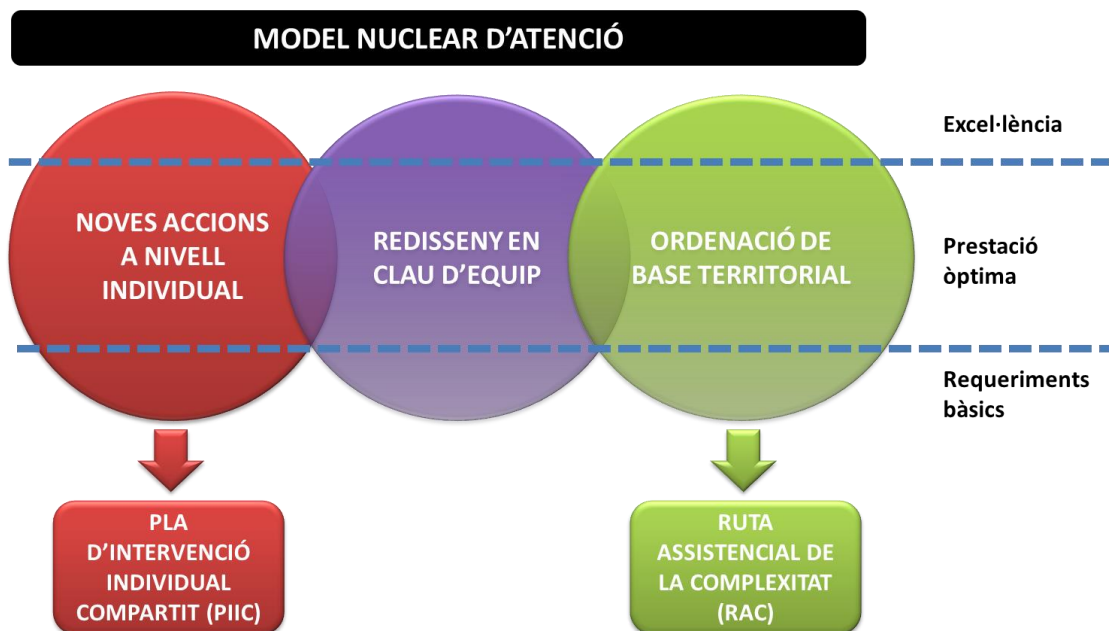 MODEL NUCLEAR D'ATENCIÓ
NOVES ACCIONS
A NIVELL
INDIVIDUAL
REDISSENY EN
CLAU D'EQUIP
ORDENACIÓ DE
BASE TERRITORIAL
Excel·lència
Prestació
òptima
Requeriments
bàsics
PLA
D'INTERVENCIÓ
INDIVIDUAL
COMPARTIT (PIIC)
RUTA
ASSISTENCIAL DE
LA COMPLEXITAT
(RAC)